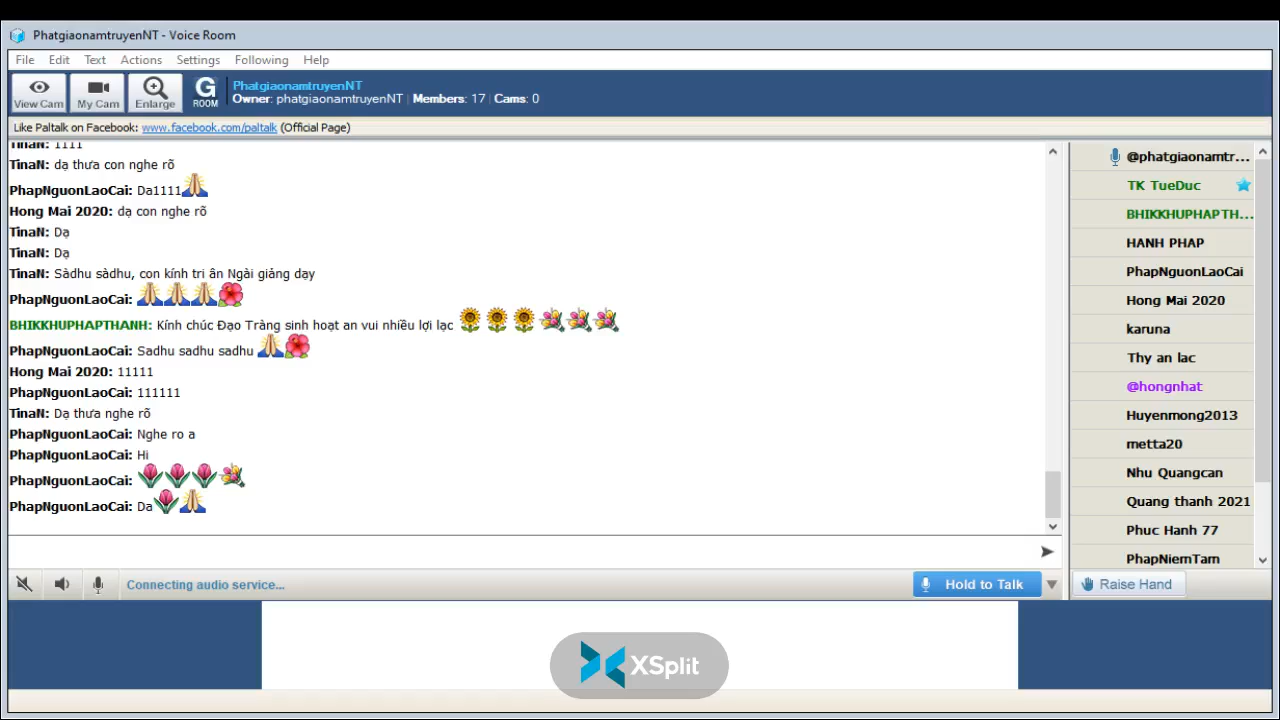 PhatgiaonamtruyenNT - Voice Room
File Edit Text Actions Settings Following Help
View Cam My Cam Enlarge G ROOM
PhatgiaonamtruyenNT
Owner: phatgiaonamtruyenNT | Members: 17 | Cams: 0
Like Paltalk on Facebook: www.facebook.com/paltalk (Official Page)
TinaN: 1111
TinaN: dạ thưa con nghe rõ
PhapNguonLaoCai: Da1111
Hong Mai 2020: dạ con nghe rõ
TinaN: Dạ
TinaN: Dạ
TinaN: Sàdhu sàdhu, con kính tri ân Ngài giảng dạy
PhapNguonLaoCai:
BHIKKHUPHAPTHANH: Kính chúc Đạo Tràng sinh hoạt an vui nhiều lợi lạc
PhapNguonLaoCai: Sadhu sadhu sadhu
Hong Mai 2020: 11111
PhapNguonLaoCai: 111111
TinaN: Dạ thưa nghe rõ
PhapNguonLaoCai: Nghe ro a
PhapNguonLaoCai: Hi
PhapNguonLaoCai:
PhapNguonLaoCai: Da
@phatgiaonamtr...
TK TueDuc
BHIKKHUPHAPTH...
HANH PHAP
PhapNguonLaoCai
Hong Mai 2020
karuna
Thy an lac
@hongnhat
Huyenmong2013
metta20
Nhu Quangcan
Quang thanh 2021
Phuc Hanh 77
PhapNiemTam
Connecting audio service...
Hold to Talk
Raise Hand
XSplit